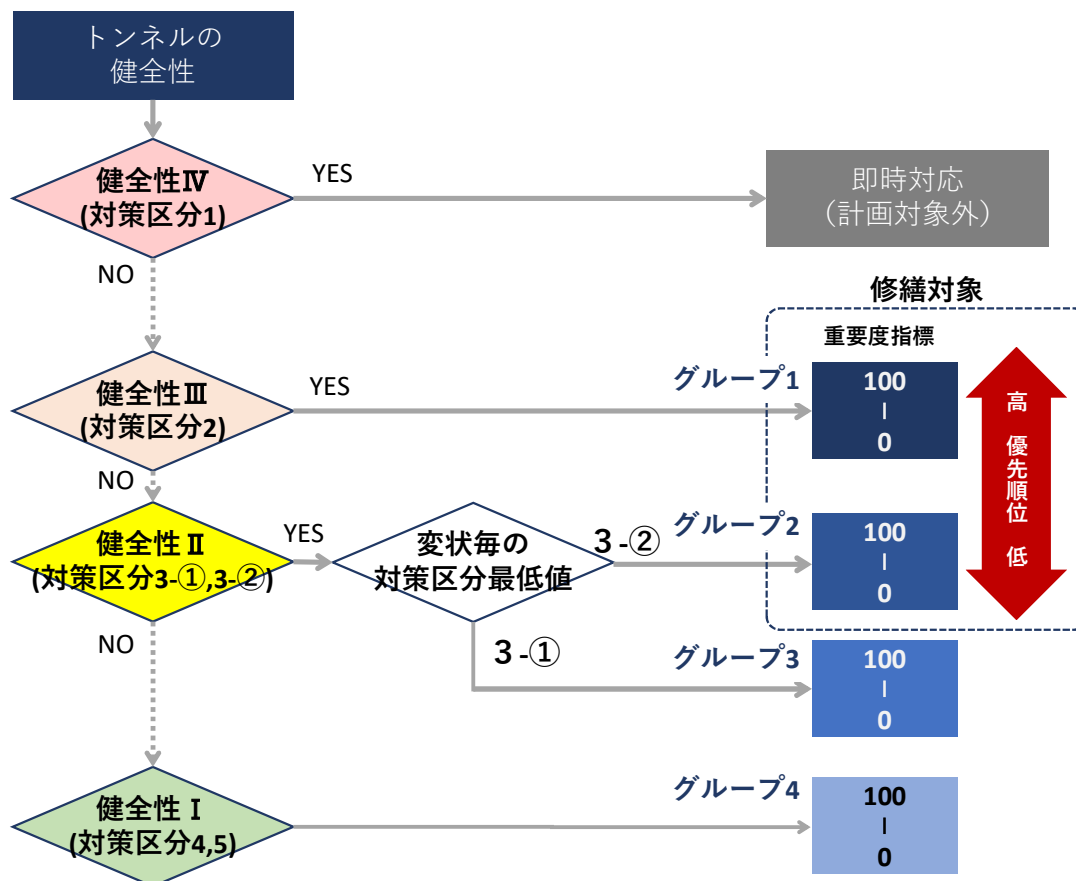 トンネルの
健全性
健全性Ⅳ
(対策区分1)
YES
即時対応
（計画対象外）
NO
修繕対象
重要度指標
健全性Ⅲ
(対策区分2)
YES
グループ1
100
ー
0
高 優先順位 低
NO
健全性Ⅱ
(対策区分3-①,3-②)
YES
変状毎の
対策区分最低値
３-②
グループ2
100
ー
0
NO
３-①
グループ3
100
ー
0
健全性Ⅰ
(対策区分4,5)
グループ4
100
ー
0